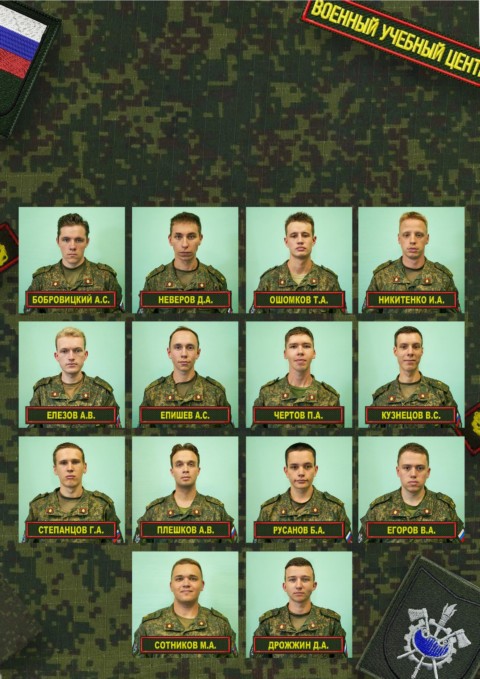 ВОЕННЫЙ УЧЕБНЫЙ ЦЕНТ
БОБРОВИЦКИЙ А.С.
НЕВЕРОВ Д.А.
ОШОМКОВ Т.А.
НИКИТЕНКО И.А.
ЕЛЕЗОВ А.В.
ЕПИШЕВ А.С.
ЧЕРТОВ П.А.
КУЗНЕЦОВ В.С.
СТЕПАНЦОВ Г.А.
ПЛЕШКОВ А.В.
РУСАНОВ Б.А.
ЕГОРОВ В.А.
СОТНИКОВ М.А.
ДРОЖЖИН Д.А.